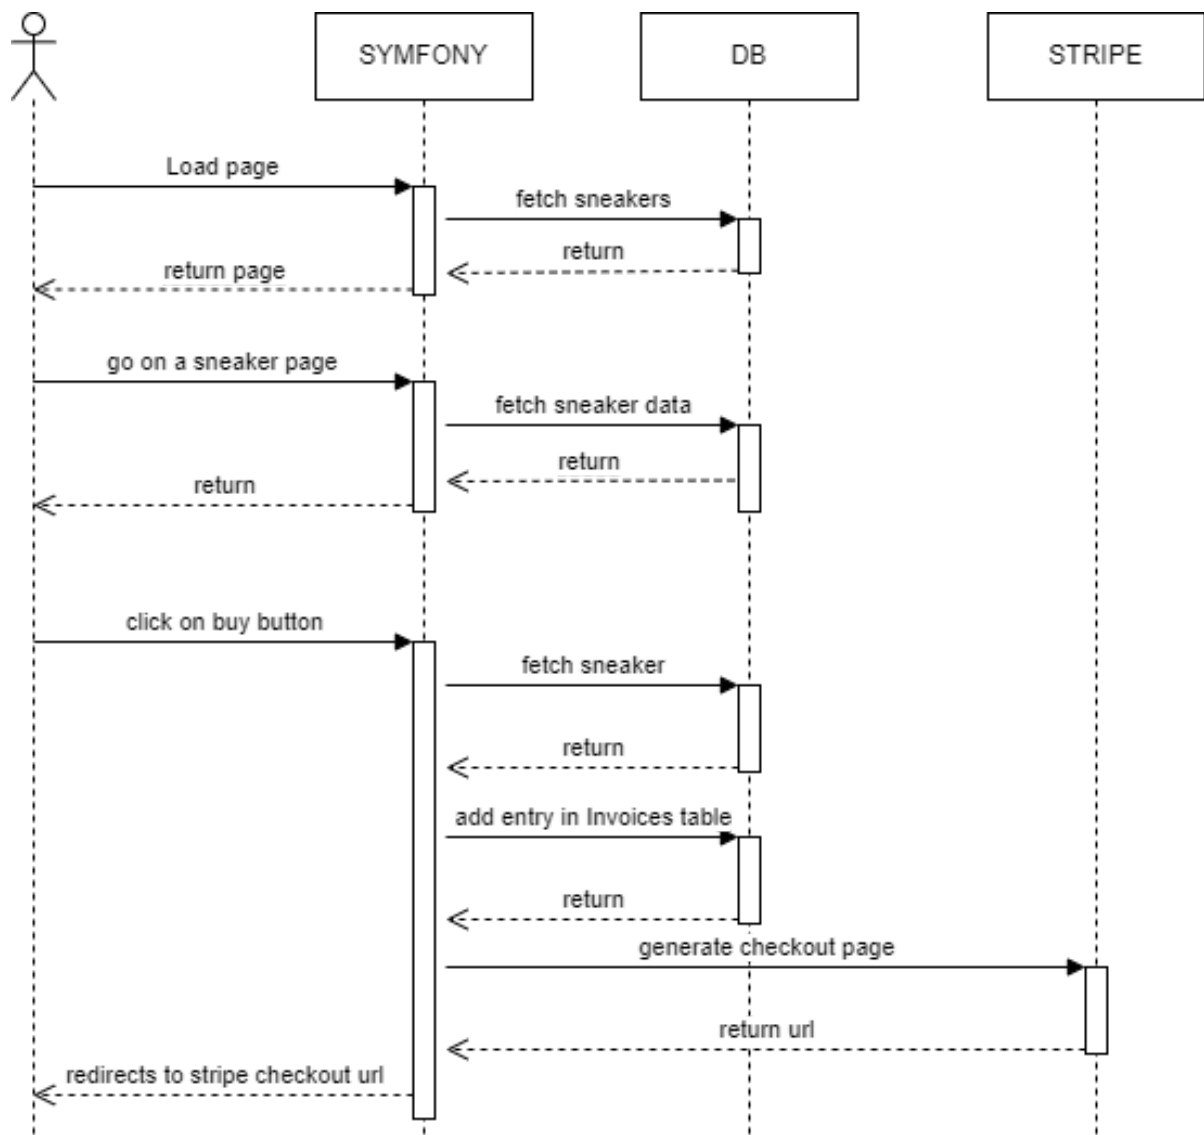 SYMFONY
DB
STRIPE
Load page
fetch sneakers
return
return page
go on a sneaker page
fetch sneaker data
return
return
click on buy button
fetch sneaker
return
add entry in Invoices table
return
generate checkout page
return url
redirects to stripe checkout url